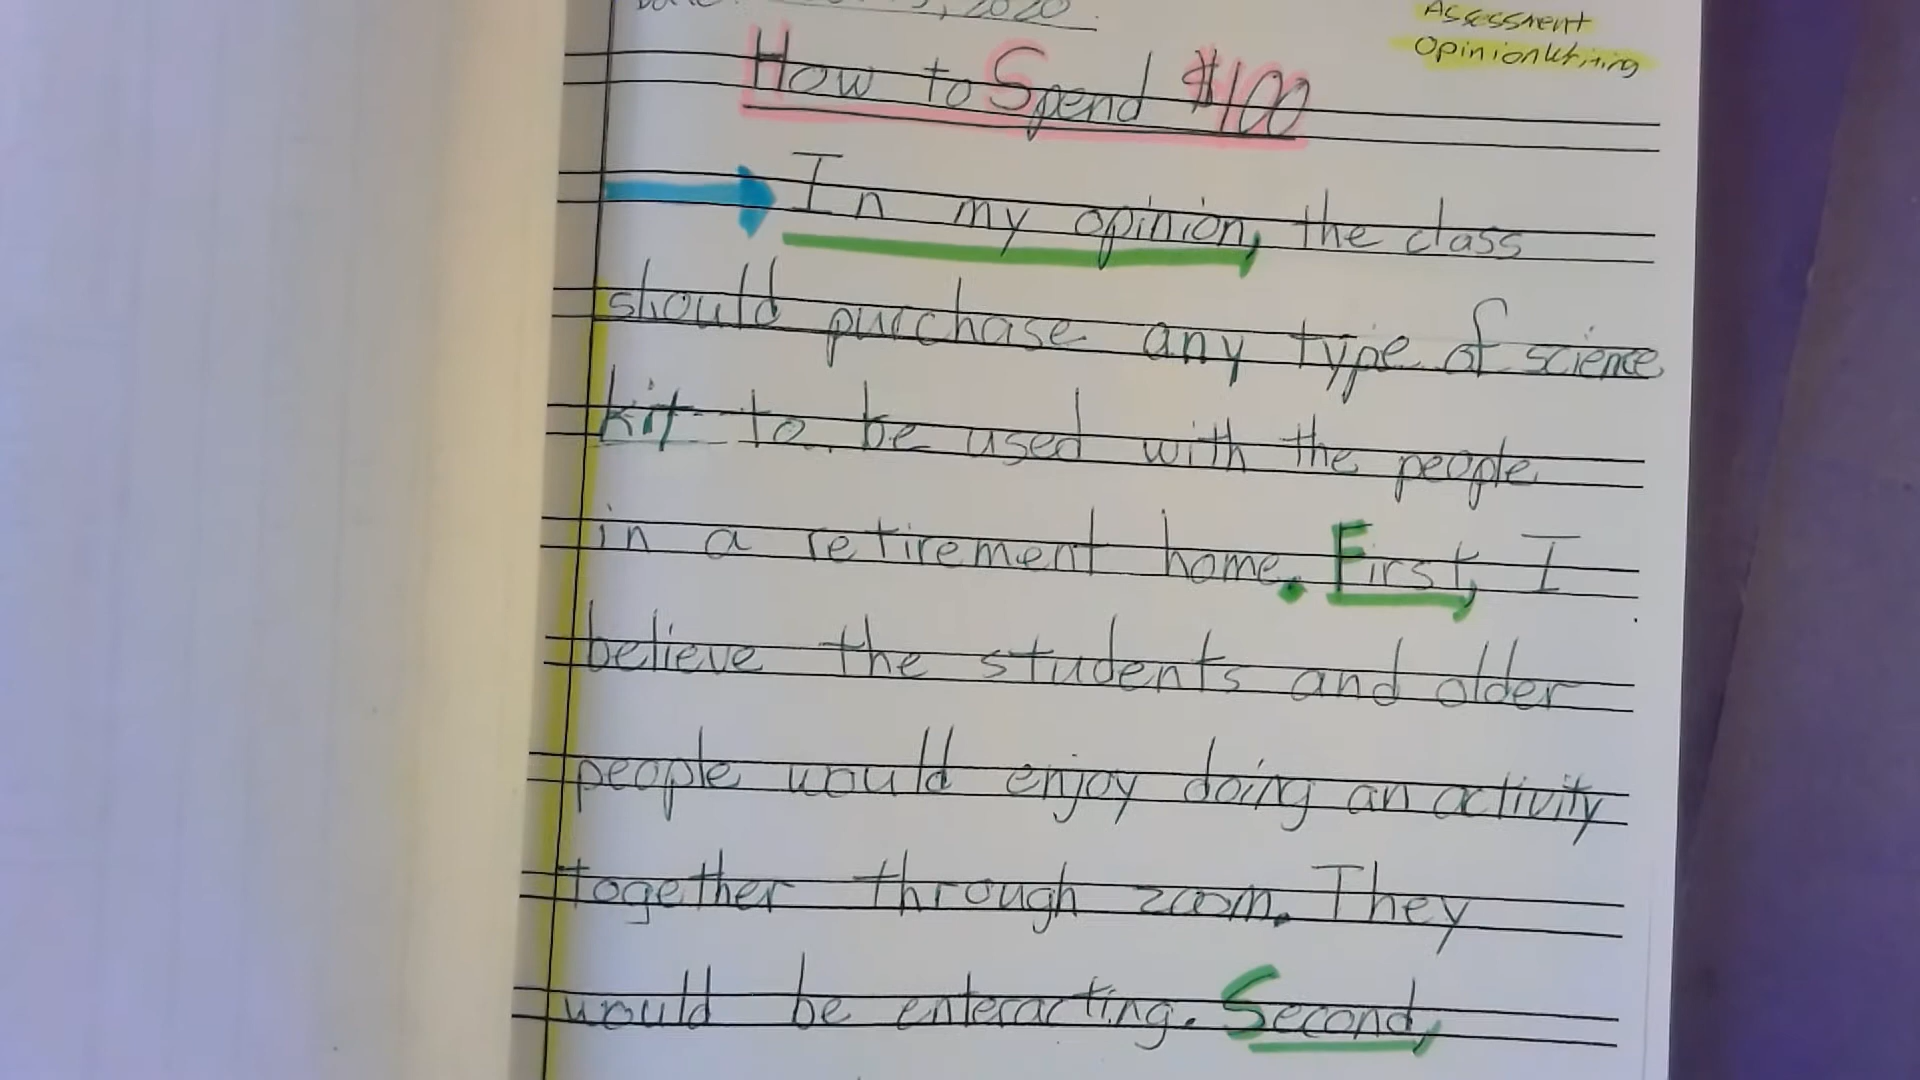 2020
Assessment
Opinion Writing
How to Spend $100
In my opinion, the class
should purchase any type of science
kit to be used with the people
in a retirement home. First, I
believe the students and older
people would enjoy doing an activity
together through zoom. They
would be enteracting. Second,